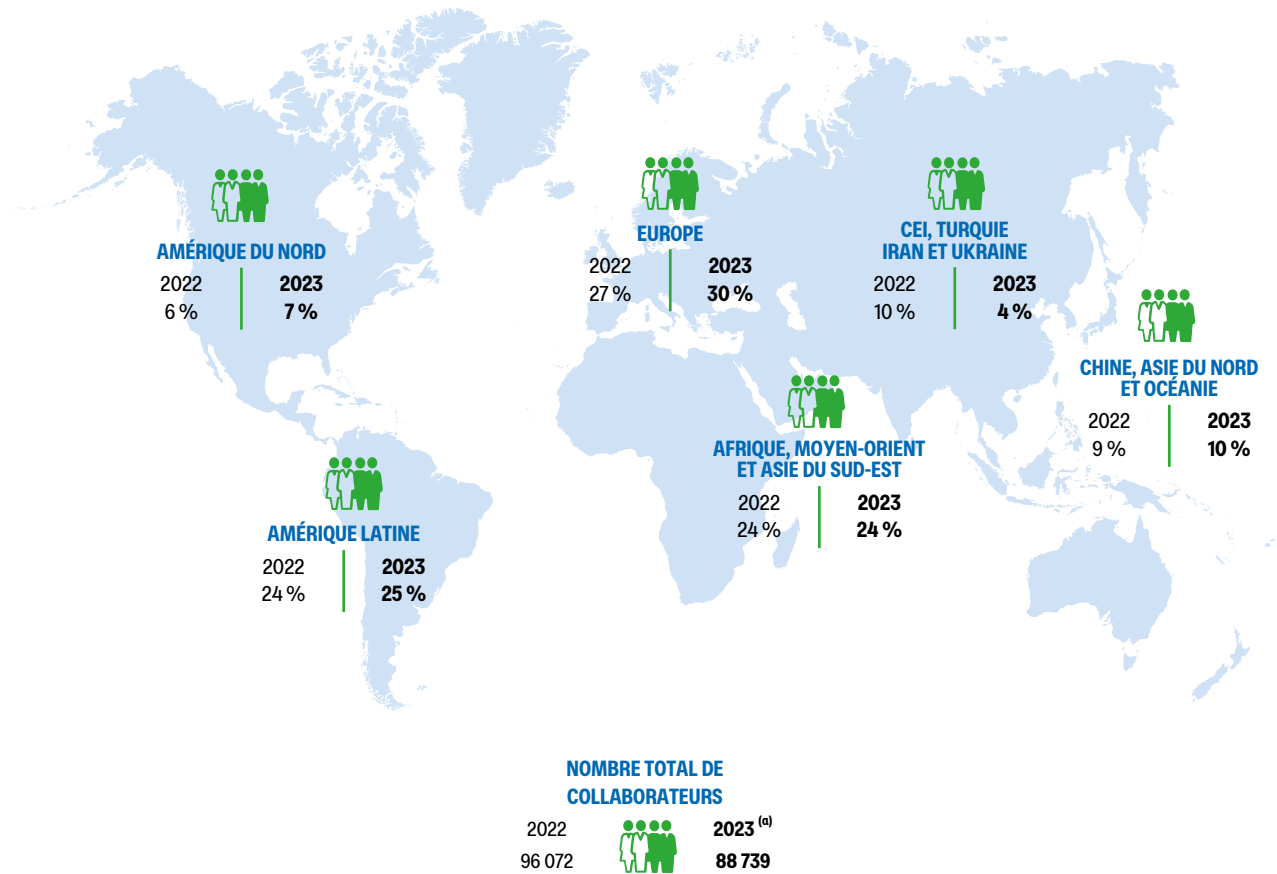 AMÉRIQUE DU NORD
2022 2023
6 % 7 %
EUROPE
2022 2023
27 % 30 %
CEI, TURQUIE
IRAN ET UKRAINE
2022 2023
10 % 4 %
CHINE, ASIE DU NORD
ET OCÉANIE
2022 2023
9 % 10 %
AFRIQUE, MOYEN-ORIENT
ET ASIE DU SUD-EST
2022 2023
24 % 24 %
AMÉRIQUE LATINE
2022 2023
24 % 25 %
NOMBRE TOTAL DE
COLLABORATEURS
2022 2023 (a)
96 072 88 739